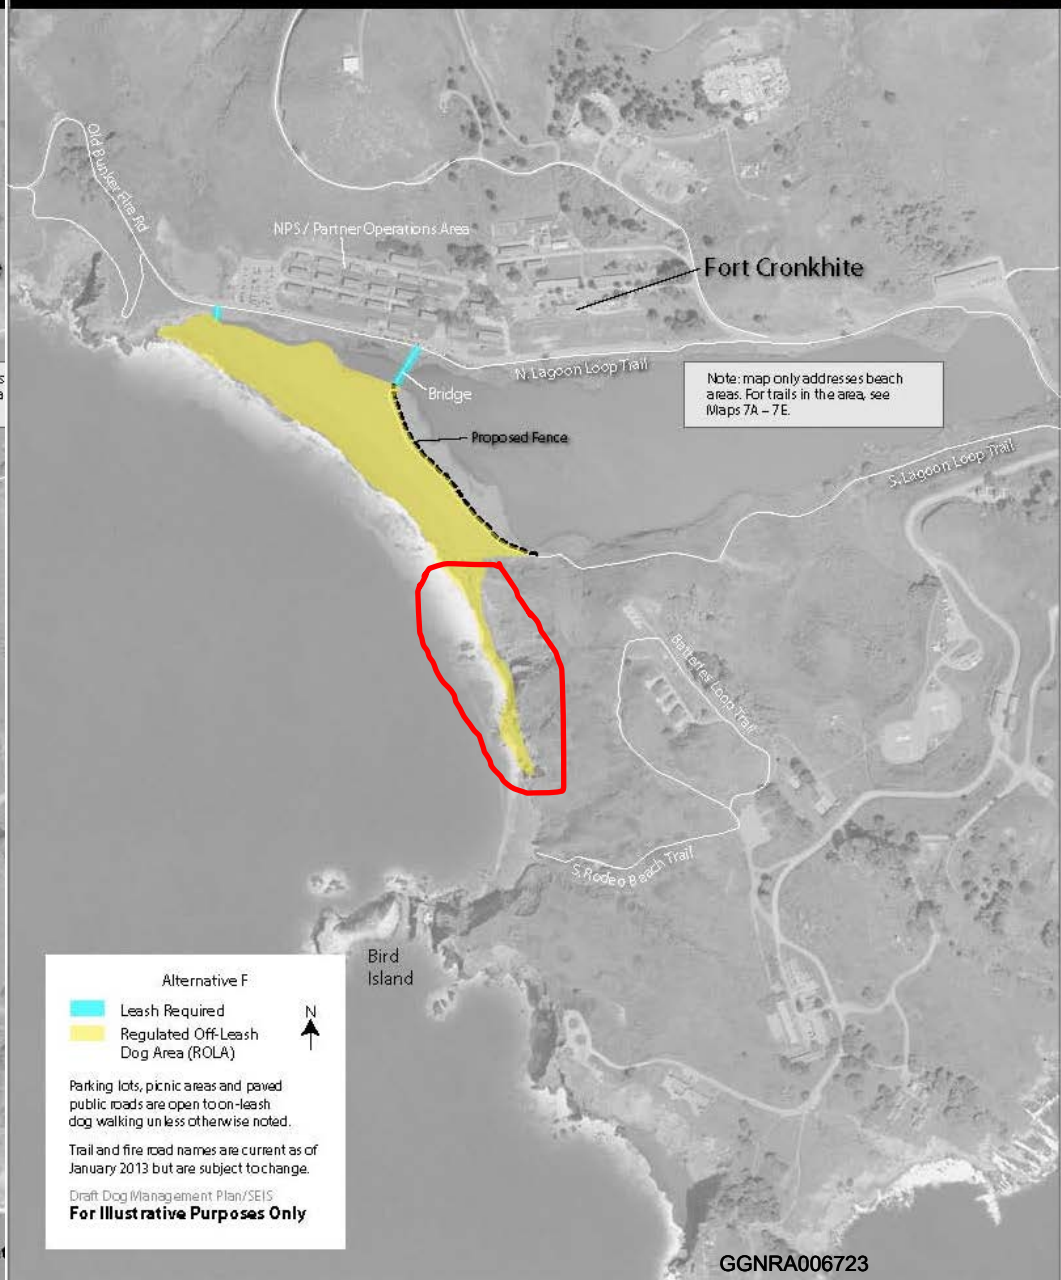 Old Bunker Fire Rd
NPS / Partner Operations Area
Fort Cronkhite
N. Lagoon Loop Trail
Bridge
Note: map only addresses beach
areas. For trails in the area, see
Maps 7A – 7E.
Proposed Fence
S. Lagoon Loop Trail
Batteries Loop Trail
S. Rodeo Beach Trail
Bird
Island
Alternative F
Leash Required
N
Regulated Off-Leash
Dog Area (ROLA)
Parking lots, picnic areas and paved
public roads are open to on-leash
dog walking unless otherwise noted.
Trail and fire road names are current as of
January 2013 but are subject to change.
Draft Dog Management Plan/SEIS
For Illustrative Purposes Only
GGNRA006723